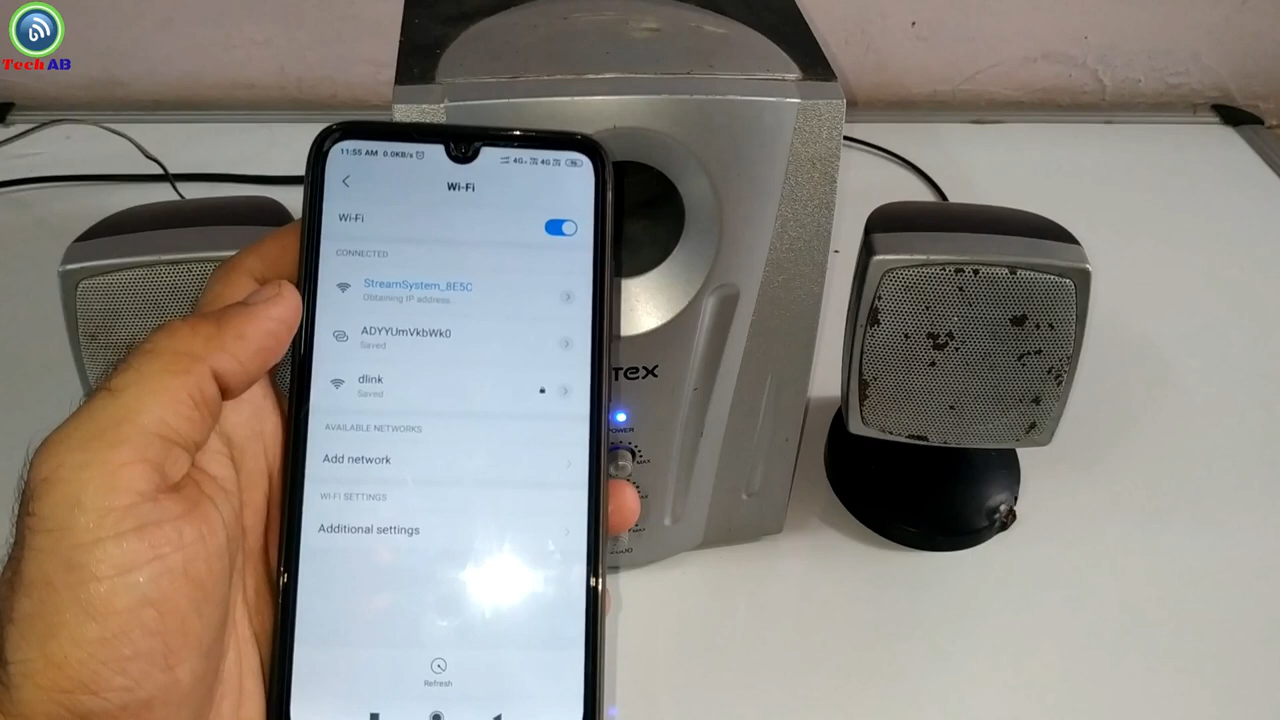 Tech AB
11:55 AM 0.0KB/s
Wi-Fi
Wi-Fi
CONNECTED
StreamSystem_8E5C
Obtaining IP address
ADYYUmVkbWk0
Saved
dlink
Saved
AVAILABLE NETWORKS
Add network
WI-FI SETTINGS
Additional settings
Refresh
TEX
POWER
MAX